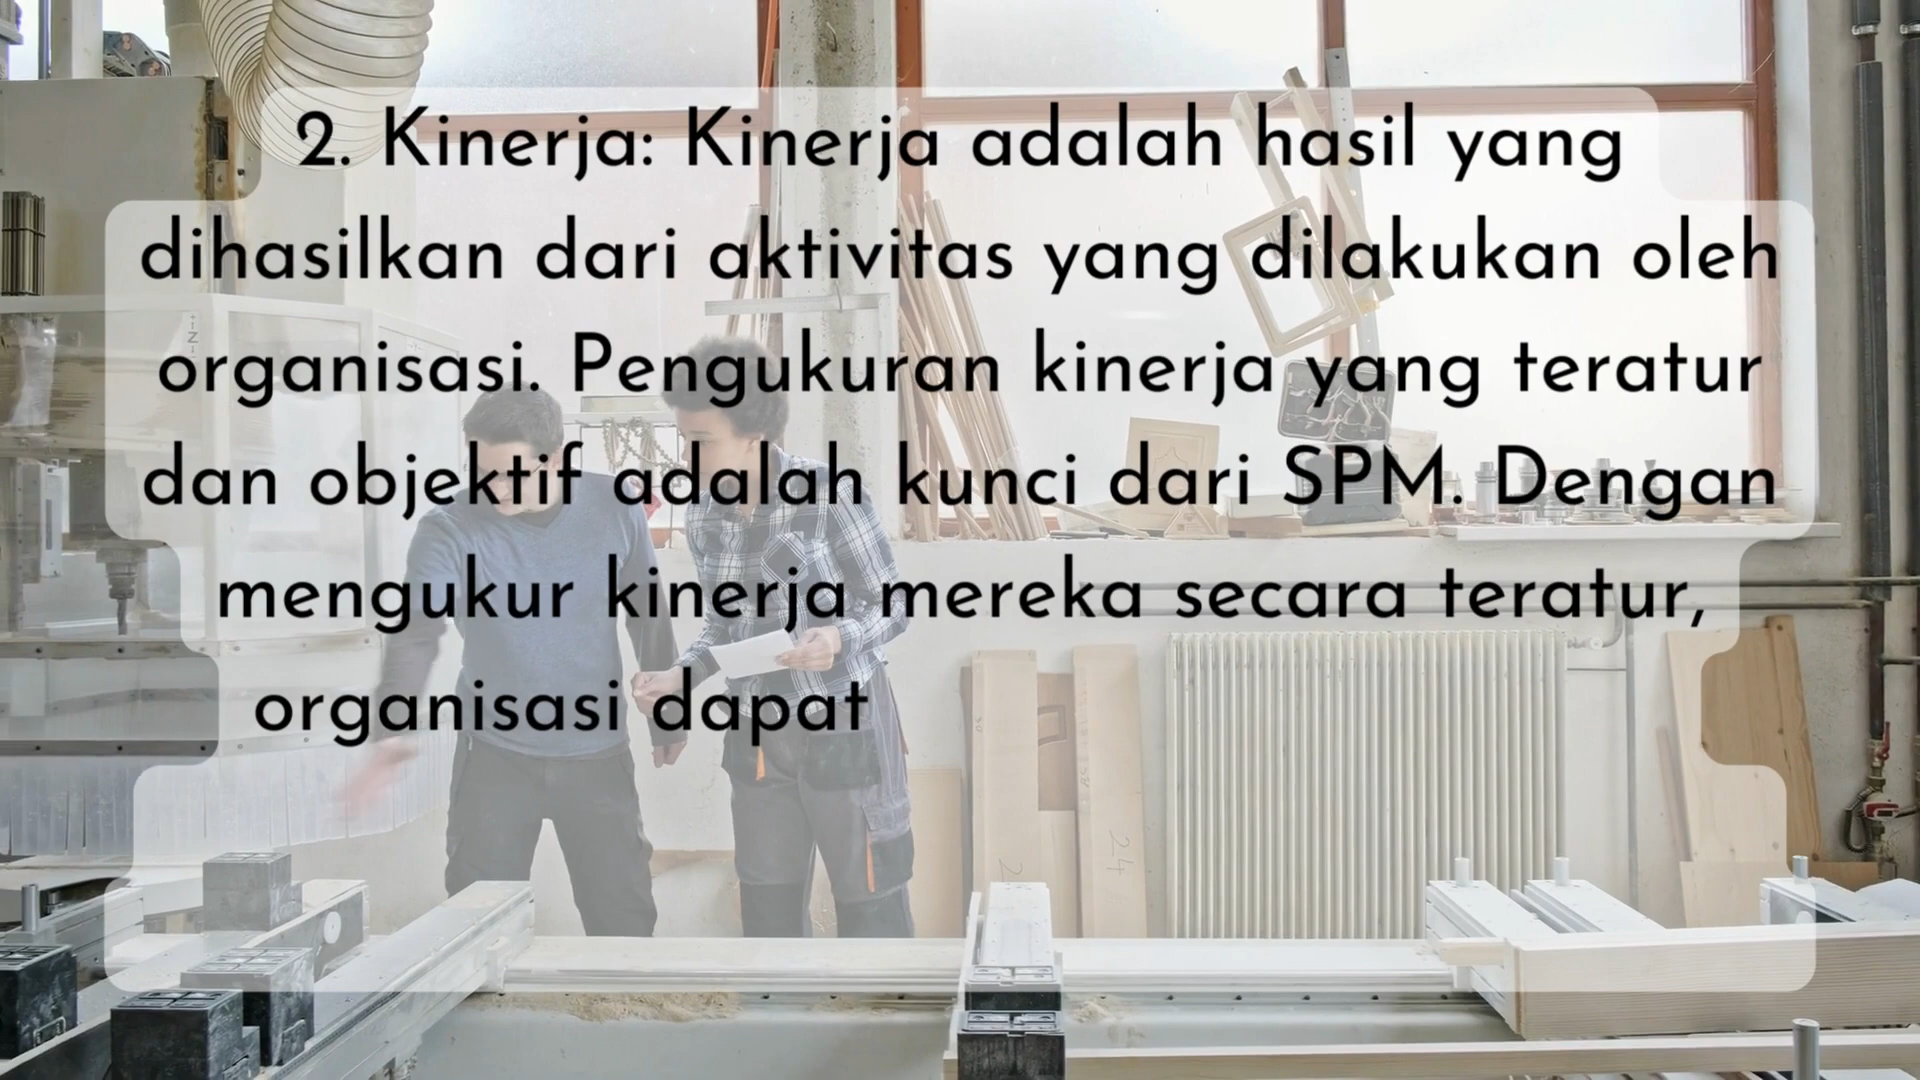 2. Kinerja: Kinerja adalah hasil yang
dihasilkan dari aktivitas yang dilakukan oleh
organisasi. Pengukuran kinerja yang teratur
dan objektif adalah kunci dari SPM. Dengan
mengukur kinerja mereka secara teratur,
organisasi dapat